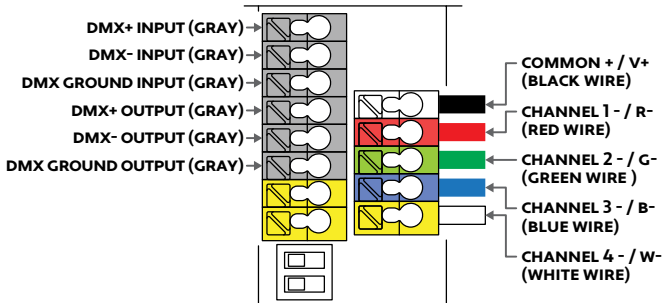 DMX+ INPUT (GRAY)
DMX- INPUT (GRAY)
DMX GROUND INPUT (GRAY)
DMX+ OUTPUT (GRAY)
DMX- OUTPUT (GRAY)
DMX GROUND OUTPUT (GRAY)
COMMON + / V+
(BLACK WIRE)
CHANNEL 1 - / R-
(RED WIRE)
CHANNEL 2 - / G-
(GREEN WIRE )
CHANNEL 3 - / B-
(BLUE WIRE)
CHANNEL 4 - / W-
(WHITE WIRE)